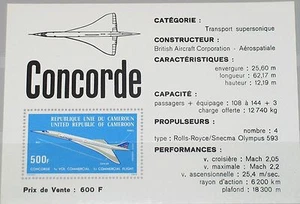 Concorde
REPUBLIQUE UNIE DU CAMEROUN
UNITED REPUBLIC OF CAMEROON
500F
Prix de Vente : 600 F
CATÉGORIE :
Transport supersonique
CONSTRUCTEUR :
British Aircraft Corporation - Aérospatiale
CARACTÉRISTIQUES :
envergure : 25,60 m
longueur : 62,17 m
hauteur : 12,19 m
CAPACITÉ :
passagers + équipage : 108 à 144 + 3
charge offerte : 12 740 kg
PROPULSEURS :
nombre : 4
type : Rolls-Royce/Snecma Olympus 593
PERFORMANCES :
v. croisière : Mach 2,05
v. maximale : Mach 2,2
v. ascensionnelle : 25,4 m/sec.
rayon d'action : 6 200 km
plafond : 18 300 m